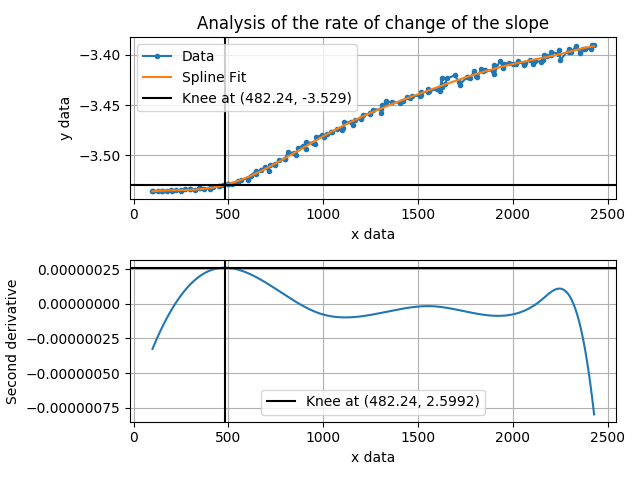 Analysis of the rate of change of the slope
y data
−3.40
−3.45
−3.50
Data
Spline Fit
Knee at (482.24, -3.529)
0 500 1000 1500 2000 2500
x data
Second derivative
0.00000025
0.00000000
−0.00000025
−0.00000050
−0.00000075
Knee at (482.24, 2.5992)
0 500 1000 1500 2000 2500
x data